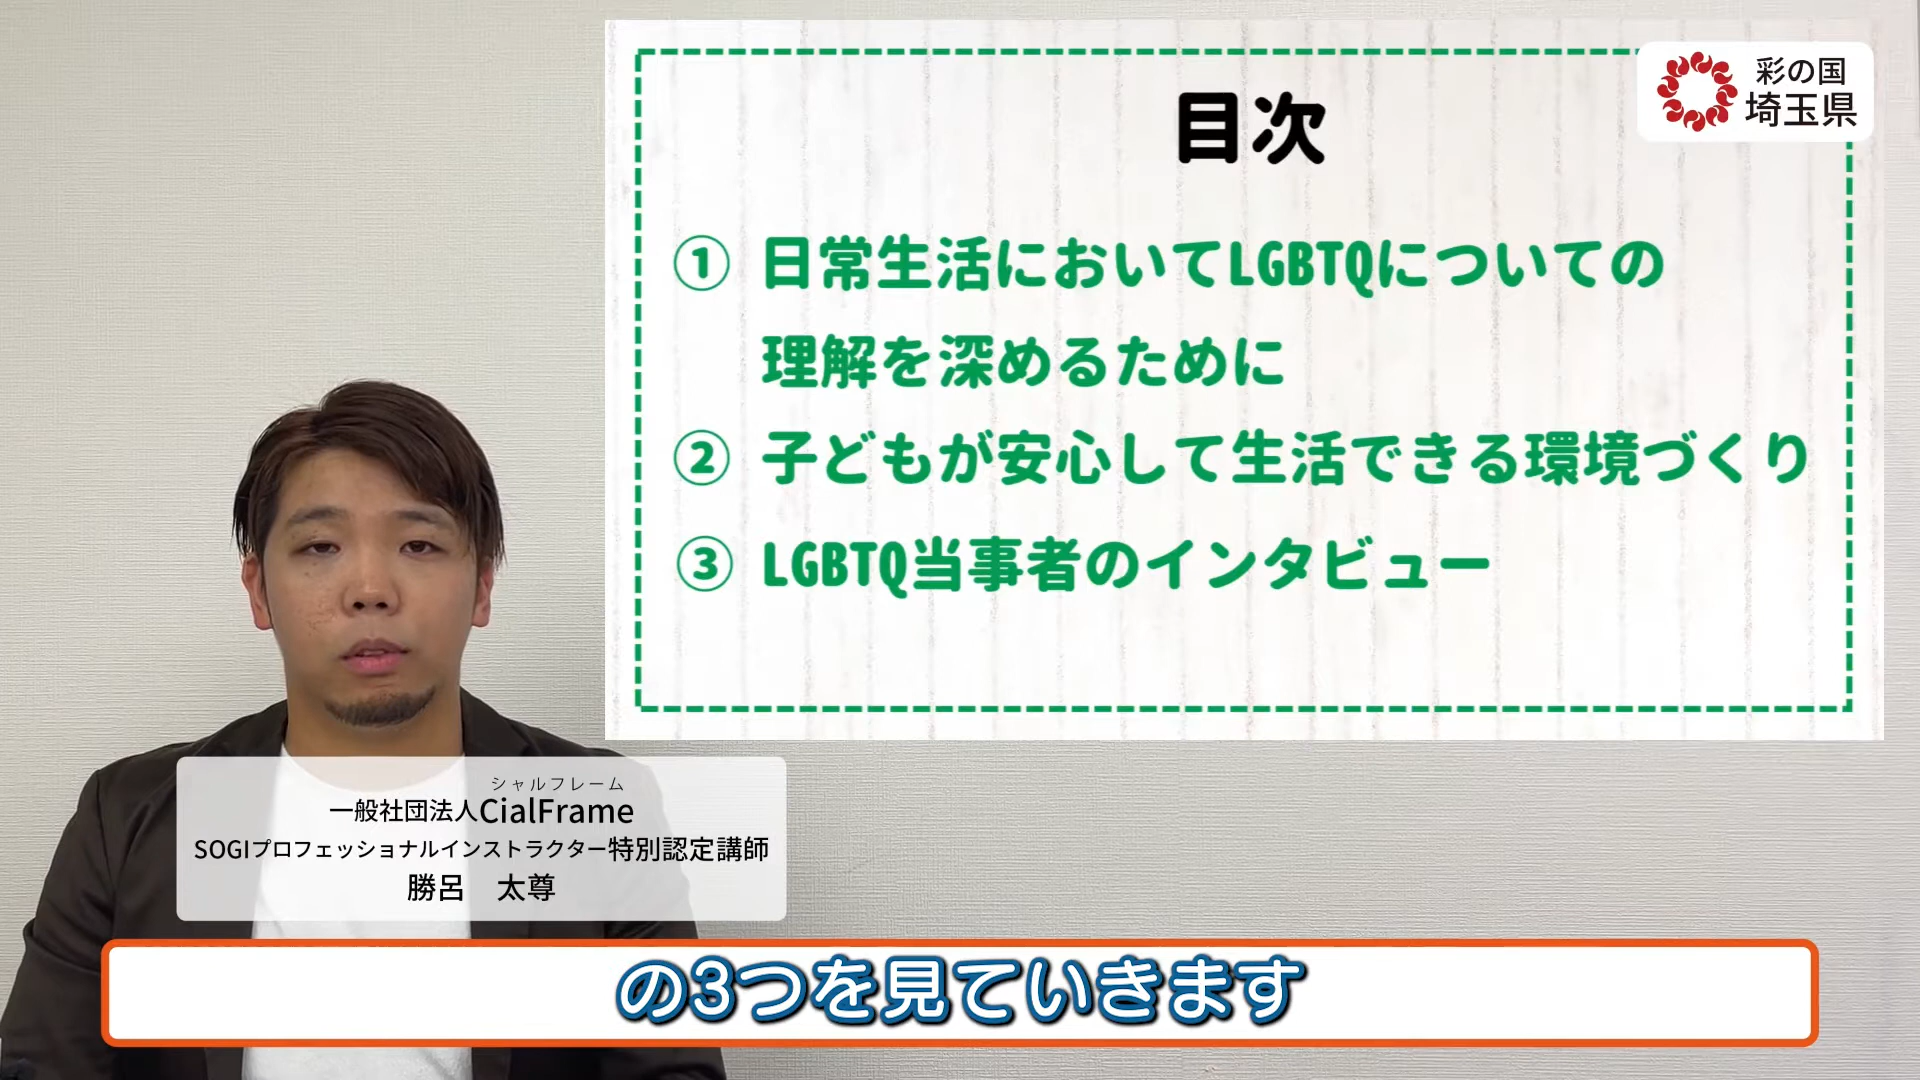 彩の国
埼玉県
目次
① 日常生活においてLGBTQについての
理解を深めるために
② 子どもが安心して生活できる環境づくり
③ LGBTQ当事者のインタビュー
シャルフレーム
一般社団法人CialFrame
SOGIプロフェッショナルインストラクター特別認定講師
勝呂　太尊
の3つを見ていきます